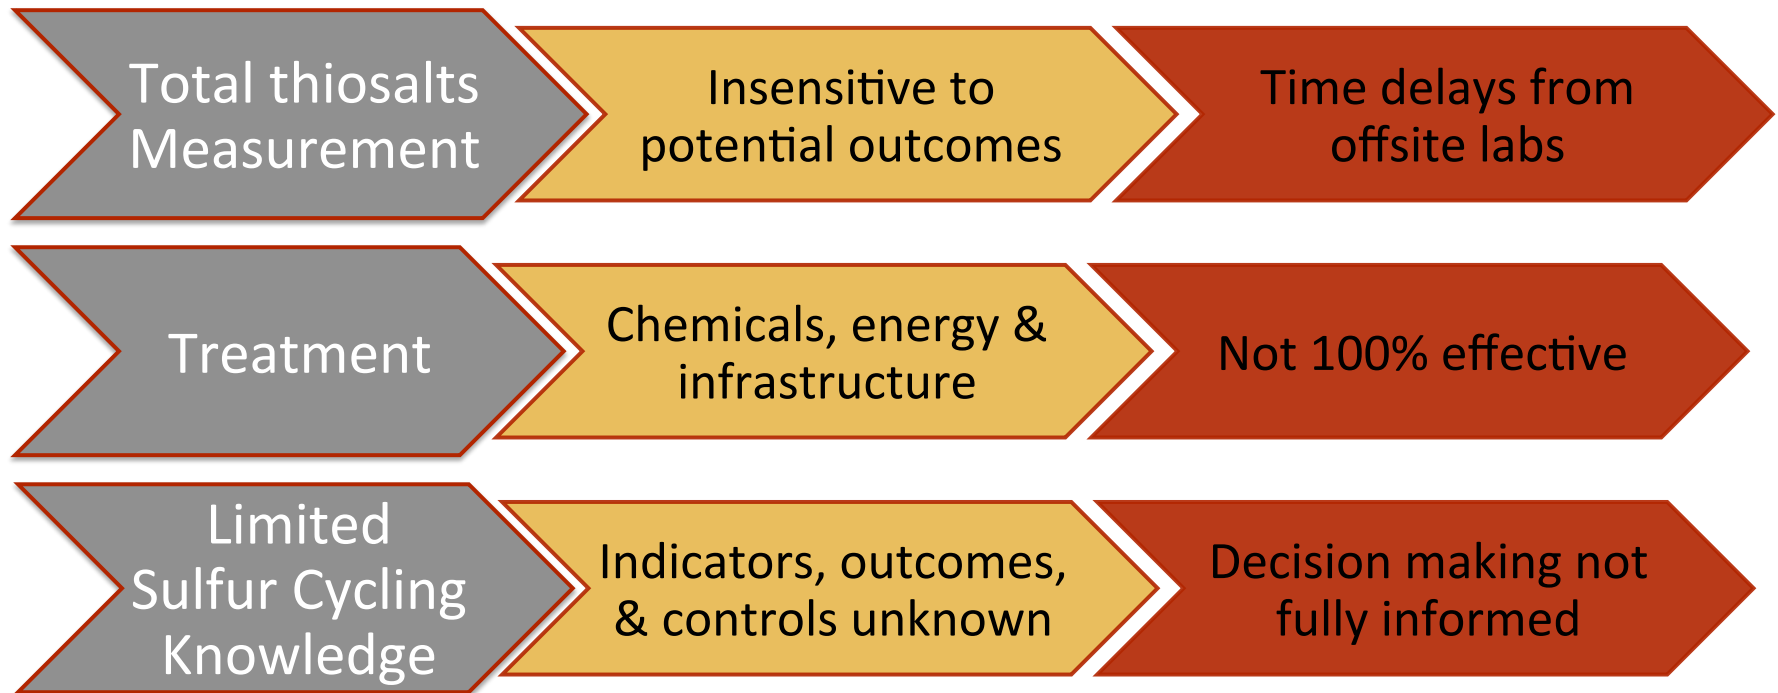 Total thiosalts
Measurement
Insensitive to
potential outcomes
Time delays from
offsite labs
Treatment
Chemicals, energy &
infrastructure
Not 100% effective
Limited
Sulfur Cycling
Knowledge
Indicators, outcomes,
& controls unknown
Decision making not
fully informed